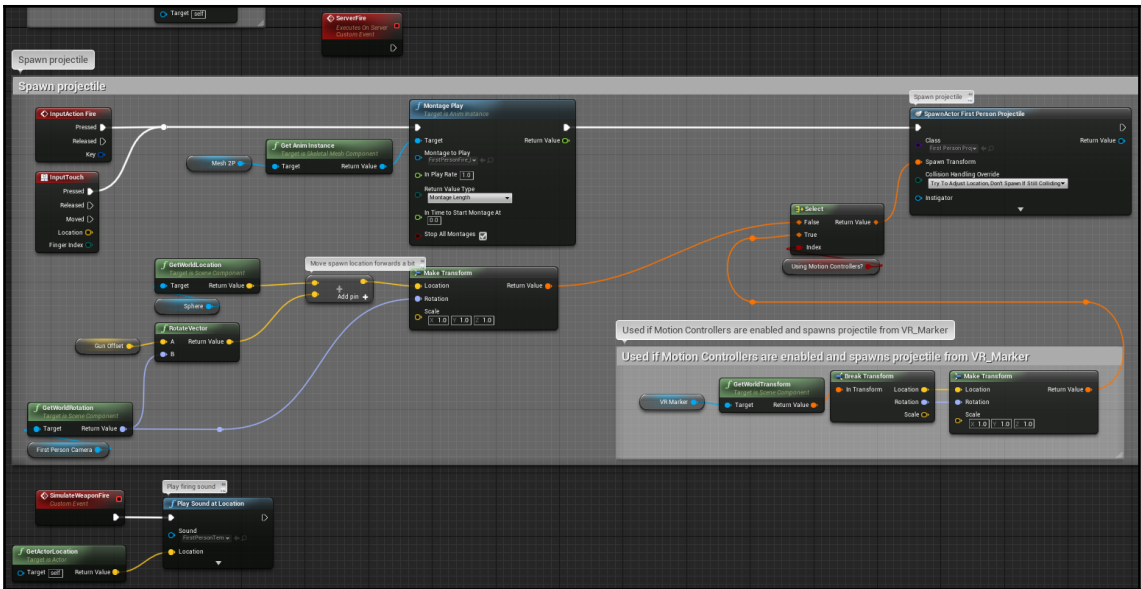 Target self
ServerFire
Executes On Server
Custom Event
Spawn projectile
Spawn projectile
Spawn projectile
InputAction Fire
Pressed
Released
Key
InputTouch
Pressed
Released
Moved
Location
Finger Index
Mesh 2P
Get Anim Instance
Target is Skeletal Mesh Component
Target Return Value
Montage Play
Target is Anim Instance
Target Return Value
Montage to Play
In Play Rate 1.0
Return Value Type
Montage Length
In Time to Start Montage At
0.0
Stop All Montages
SpawnActor First Person Projectile
Class Return Value
First Person Proj
Spawn Transform
Collision Handling Override
Try To Adjust Location, Don't Spawn If Still Colliding
Instigator
Select
False Return Value
True
Index
Using Motion Controllers?
GetWorldLocation
Target is Scene Component
Target Return Value
Sphere
Move spawn location forwards a bit
Add pin +
Make Transform
Location Return Value
Rotation
Scale
X 1.0 Y 1.0 Z 1.0
RotateVector
A Return Value
B
Gun Offset
GetWorldRotation
Target is Scene Component
Target Return Value
First Person Camera
Used if Motion Controllers are enabled and spawns projectile from VR_Marker
Used if Motion Controllers are enabled and spawns projectile from VR_Marker
VR Marker
GetWorldTransform
Target is Scene Component
Target Return Value
Break Transform
In Transform Location
Rotation
Scale
Make Transform
Location Return Value
Rotation
Scale
X 1.0 Y 1.0 Z 1.0
SimulateWeaponFire
Custom Event
Play firing sound
Play Sound at Location
Sound
FirstPersonTem
Location
GetActorLocation
Target is Actor
Target self Return Value